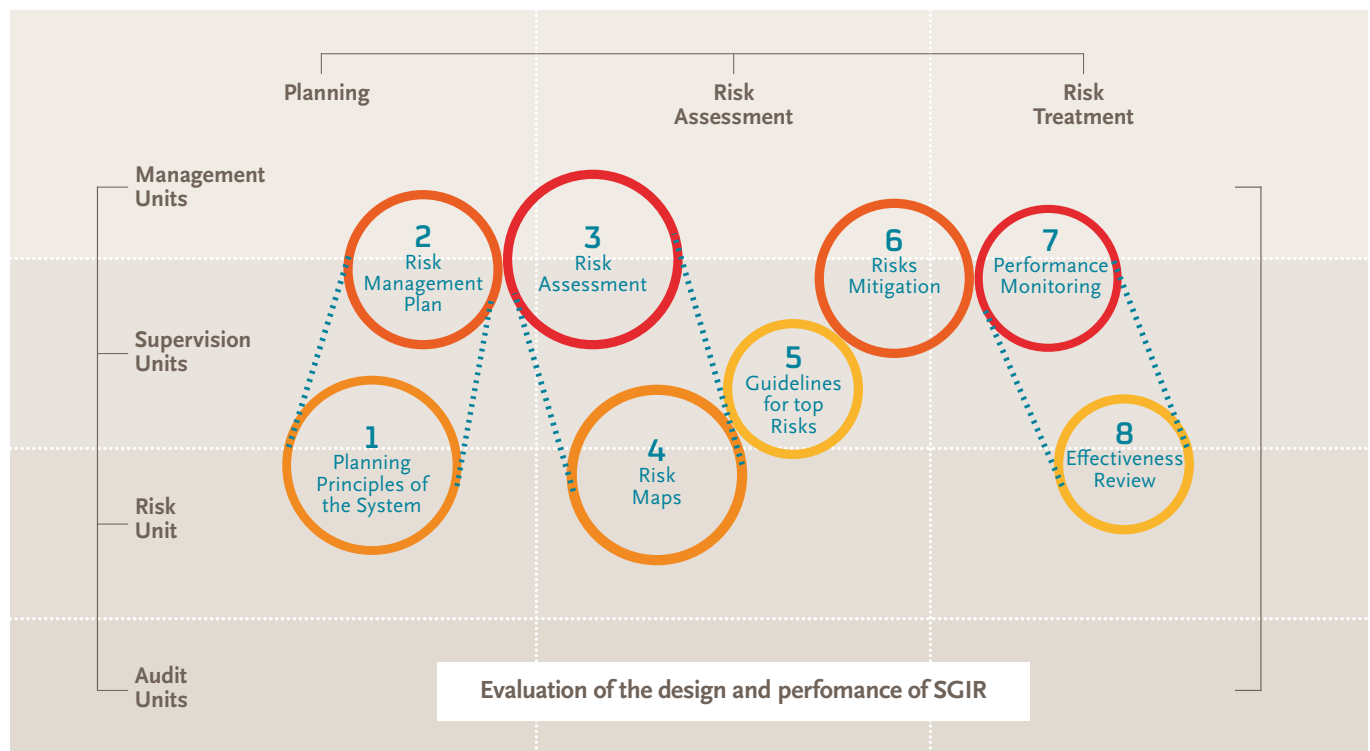 Planning
Risk
Assessment
Risk
Treatment
Management
Units
2
Risk
Management
Plan
3
Risk
Assessment
6
Risks
Mitigation
7
Performance
Monitoring
Supervision
Units
5
Guidelines
for top
Risks
1
Planning
Principles of
the System
4
Risk
Maps
8
Effectiveness
Review
Risk
Unit
Audit
Units
Evaluation of the design and perfomance of SGIR